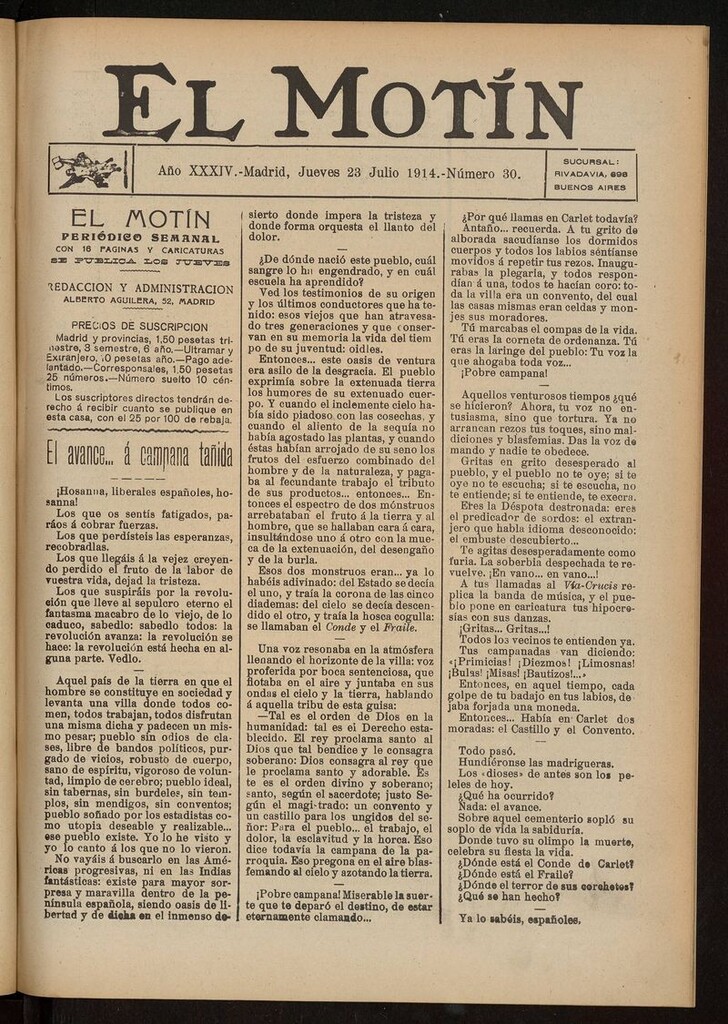 EL MOTÍN
Año XXXIV.-Madrid, Jueves 23 Julio 1914.-Número 30.
SUCURSAL:
RIVADAVIA, 698
BUENOS AIRES
EL MOTÍN
PERIÓDICO SEMANAL
CON 16 PAGINAS Y CARICATURAS
SE PUBLICA LOS JUEVES
REDACCION Y ADMINISTRACION
ALBERTO AGUILERA, 52, MADRID
PRECIOS DE SUSCRIPCION
Madrid y provincias, 1,50 pesetas tri-
mestre, 3 semestre, 6 año.—Ultramar y
Extranjero, 10 pesetas año.—Pago ade-
lantado.—Corresponsales, 1,50 pesetas
25 números.—Número suelto 10 cén-
timos.
Los suscriptores directos tendrán de-
recho á recibir cuanto se publique en
esta casa, con el 25 por 100 de rebaja.
El avance... á campana tañida
¡Hosanna, liberales españoles, ho-
sanna!
Los que os sentís fatigados, pa-
ráos á cobrar fuerzas.
Los que perdísteis las esperanzas,
recobradlas.
Los que llegáis á la vejez creyen-
do perdido el fruto de la labor de
vuestra vida, dejad la tristeza.
Los que suspiráis por la revolu-
ción que lleve al sepulcro eterno el
fantasma macabro de lo viejo, de lo
caduco, sabedlo: sabedlo todos: la
revolución avanza: la revolución se
hace: la revolución está hecha en al-
guna parte. Vedlo.
Aquel país de la tierra en que el
hombre se constituye en sociedad y
levanta una villa donde todos co-
men, todos trabajan, todos disfrutan
una misma dicha y padecen un mis-
mo pesar; pueblo sin odios de cla-
ses, libre de bandos políticos, pur-
gado de vicios, robusto de cuerpo,
sano de espíritu, vigoroso de volun-
tad, limpio de cerebro; pueblo ideal,
sin tabernas, sin burdeles, sin tem-
plos, sin mendigos, sin conventos;
pueblo soñado por los estadistas co-
mo utopia deseable y realizable...
ese pueblo existe. Yo lo he visto y
yo lo canto á los que no lo vieron.
No vayáis á buscarlo en las Amé-
ricas progresivas, ni en las Indias
fantásticas: existe para mayor sor-
presa y maravilla dentro de la pe-
nínsula española, siendo oasis de li-
bertad y de dicha en el inmenso de-
sierto donde impera la tristeza y
donde forma orquesta el llanto del
dolor.
¿De dónde nació este pueblo, cuál
sangre lo ha engendrado, y en cuál
escuela ha aprendido?
Ved los testimonios de su origen
y los últimos conductores que ha te-
nido: esos viejos que han atravesa-
do tres generaciones y que conser-
van en su memoria la vida del tiem
po de su juventud: oidles.
Entonces... este oasis de ventura
era asilo de la desgracia. El pueblo
exprimía sobre la extenuada tierra
los humores de su extenuado cuer-
po. Y cuando el inclemente cielo ha-
bía sido piadoso con las cosechas, y
cuando el aliento de la sequía no
había agostado las plantas, y cuando
éstas habían arrojado de su seno los
frutos del esfuerzo combinado del
hombre y de la naturaleza, y paga-
ba al fecundante trabajo el tributo
de sus productos... entonces... En-
tonces el espectro de dos mónstruos
arrebataban el fruto á la tierra y al
hombre, que se hallaban cara á cara,
insultándose uno á otro con la mueca
de la extenuación, del desengaño
y de la burla.
Esos dos monstruos eran... ya lo
habéis adivinado: del Estado se decía
el uno, y traía la corona de las cinco
diademas: del cielo se decía descen-
dido el otro, y traía la hosca cogulla:
se llamaban el Conde y el Fraile.
Una voz resonaba en la atmósfera
llenando el horizonte de la villa: voz
proferida por boca sentenciosa, que
flotaba en el aire y juntaba en sus
ondas el cielo y la tierra, hablando
á aquella tribu de esta guisa:
—Tal es el orden de Dios en la
humanidad: tal es el Derecho esta-
blecido. El rey proclama santo al
Dios que tal bendice y le consagra
soberano: Dios consagra al rey que
le proclama santo y adorable. Es
te es el orden divino y soberano;
santo, según el sacerdote; justo Se-
gún el magistrado: un convento y
un castillo para los ungidos del se-
ñor: Para el pueblo... el trabajo, el
dolor, la esclavitud y la horca. Eso
dice todavía la campana de la pa-
rroquia. Eso pregona en el aire blas-
femando al cielo y azotando la tierra.
¡Pobre campana! Miserable la suer-
te que te deparó el destino, de estar
eternamente clamando...
¿Por qué llamas en Carlet todavía?
Antaño... recuerda. A tu grito de
alborada sacudíanse los dormidos
cuerpos y todos los labios séntíanse
movidos á repetir tus rezos. Inaugu-
rabas la plegaria, y todos respon-
dían á una, todos te hacían coro: to-
da la villa era un convento, del cual
las casas mismas eran celdas y mon-
jes sus moradores.
Tú marcabas el compas de la vida.
Tú eras la corneta de ordenanza. Tú
eras la laringe del pueblo: Tu voz la
que ahogaba toda voz...
¡Pobre campana!
Aquellos venturosos tiempos ¿qué
se hicieron? Ahora, tu voz no en-
tusiasma, sino que tortura. Ya no
arrancan rezos tus toques, sino mal-
diciones y blasfemias. Das la voz de
mando y nadie te obedece.
Gritas en grito desesperado al
pueblo, y el pueblo no te oye; si te
oye no te escucha; si te escucha, no
te entiende; si te entiende, te execra.
Eres la Déspota destronada: eres
el predicador de sordos: el extran-
jero que habla idioma desconocido:
el embuste descubierto...
Te agitas desesperadamente como
furia. La soberbia despechada te re-
vuelve. ¡En vano... en vano...!
A tus llamadas al Vía-Crucis re-
plica la banda de música, y el pue-
blo pone en caricatura tus hipocre-
sías con sus danzas.
¡Gritas... Gritas...!
Todos los vecinos te entienden ya.
Tus campanadas van diciendo:
«¡Primicias! ¡Diezmos! ¡Limosnas!
¡Bulas! ¡Misas! ¡Bautizos!...»
Entonces, en aquel tiempo, cada
golpe de tu badajo en tus labios, de-
jaba forjada una moneda.
Entonces... Había en Carlet dos
moradas: el Castillo y el Convento.
Todo pasó.
Hundiéronse las madrigueras.
Los «dioses» de antes son los pe-
leles de hoy.
¿Qué ha ocurrido?
Nada: el avance.
Sobre aquel cementerio sopló su
soplo de vida la sabiduría.
Donde tuvo su olimpo la muerte,
celebra su fiesta la vida.
¿Dónde está el Conde de Carlet?
¿Dónde está el Fraile?
¿Dónde el terror de sus corchetes?
¿Qué se han hecho?
Ya lo sabéis, españoles.